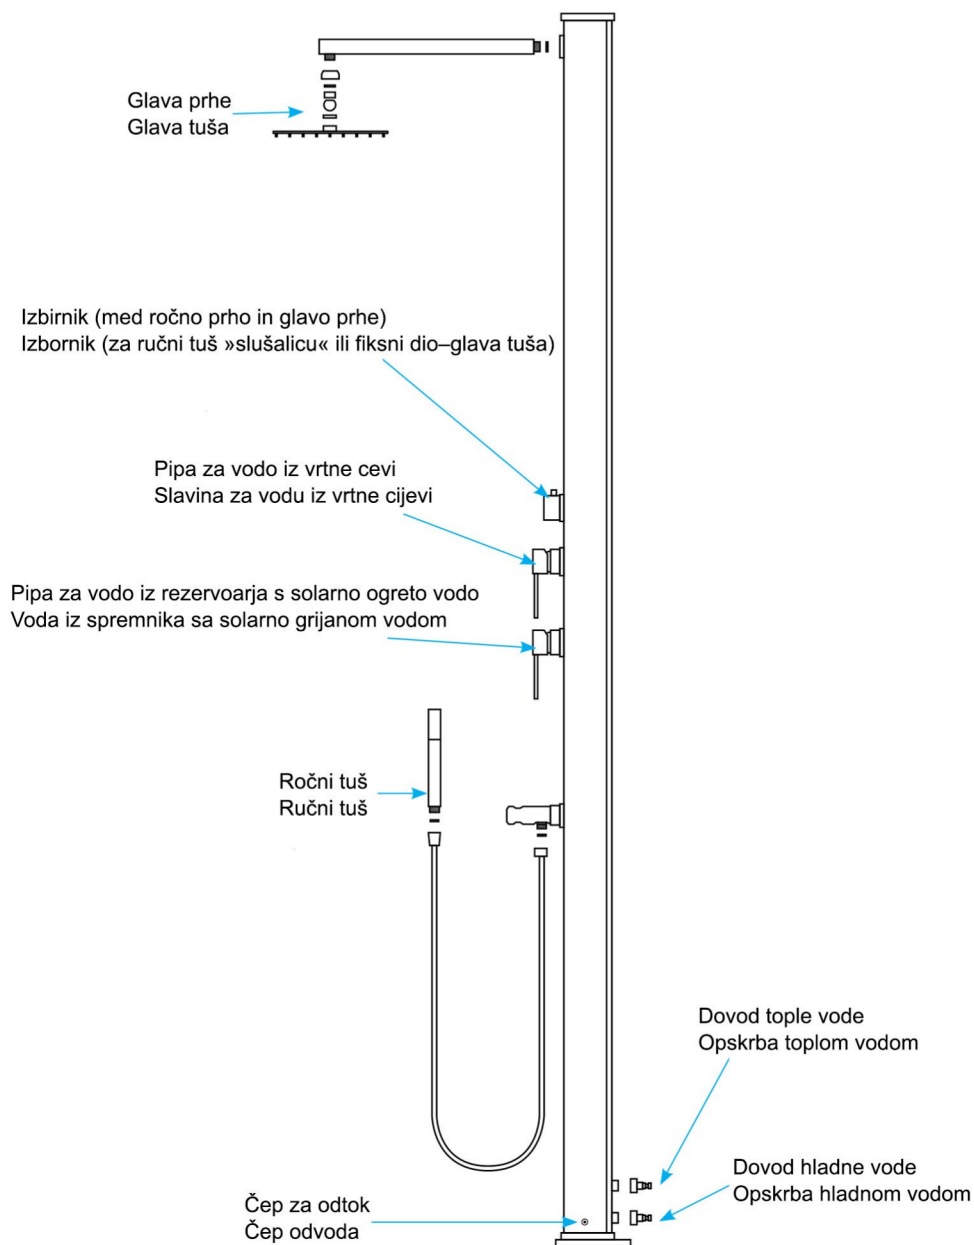 Glava prhe
Glava tuša
Izbirnik (med ročno prho in glavo prhe)
Izbornik (za ručni tuš »slušalicu« ili fiksni dio–glava tuša)
Pipa za vodo iz vrtne cevi
Slavina za vodu iz vrtne cijevi
Pipa za vodo iz rezervoarja s solarno ogreto vodo
Voda iz spremnika sa solarno grijanom vodom
Ročni tuš
Ručni tuš
Dovod tople vode
Opskrba toplom vodom
Dovod hladne vode
Opskrba hladnom vodom
Čep za odtok
Čep odvoda